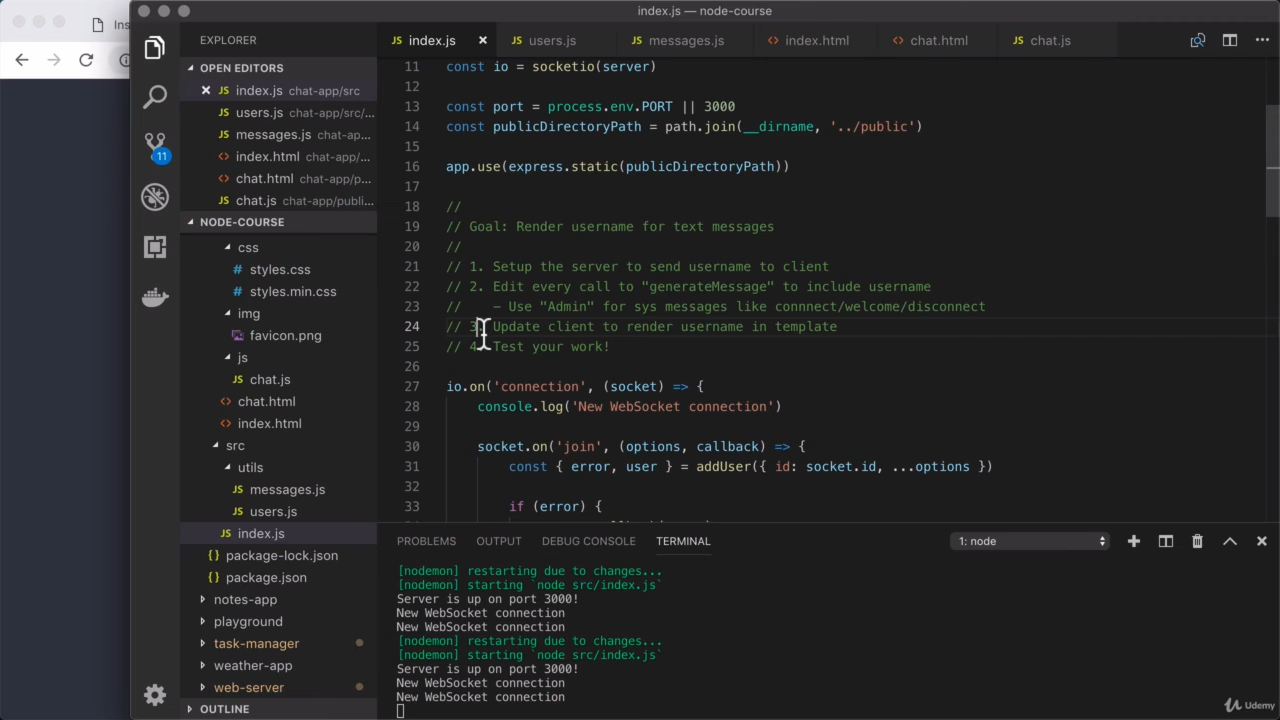 index.js — node-course
Ins
EXPLORER
OPEN EDITORS
index.js chat-app/src
users.js chat-app/src/...
messages.js chat-ap...
index.html chat-app/...
chat.html chat-app/p...
chat.js chat-app/publi...
NODE-COURSE
css
styles.css
styles.min.css
img
favicon.png
js
chat.js
chat.html
index.html
src
utils
messages.js
users.js
index.js
package-lock.json
package.json
notes-app
playground
task-manager
weather-app
web-server
OUTLINE
11
index.js
users.js
messages.js
index.html
chat.html
chat.js
11 const io = socketio(server)
12
13 const port = process.env.PORT || 3000
14 const publicDirectoryPath = path.join(__dirname, '../public')
15
16 app.use(express.static(publicDirectoryPath))
17
18 //
19 // Goal: Render username for text messages
20 //
21 // 1. Setup the server to send username to client
22 // 2. Edit every call to "generateMessage" to include username
23 //    - Use "Admin" for sys messages like connnect/welcome/disconnect
24 // 3. Update client to render username in template
25 // 4. Test your work!
26
27 io.on('connection', (socket) => {
28 console.log('New WebSocket connection')
29
30 socket.on('join', (options, callback) => {
31 const { error, user } = addUser({ id: socket.id, ...options })
32
33 if (error) {
PROBLEMS
OUTPUT
DEBUG CONSOLE
TERMINAL
1: node
[nodemon] restarting due to changes...
[nodemon] starting `node src/index.js`
Server is up on port 3000!
New WebSocket connection
New WebSocket connection
[nodemon] restarting due to changes...
[nodemon] starting `node src/index.js`
Server is up on port 3000!
New WebSocket connection
New WebSocket connection
Udemy